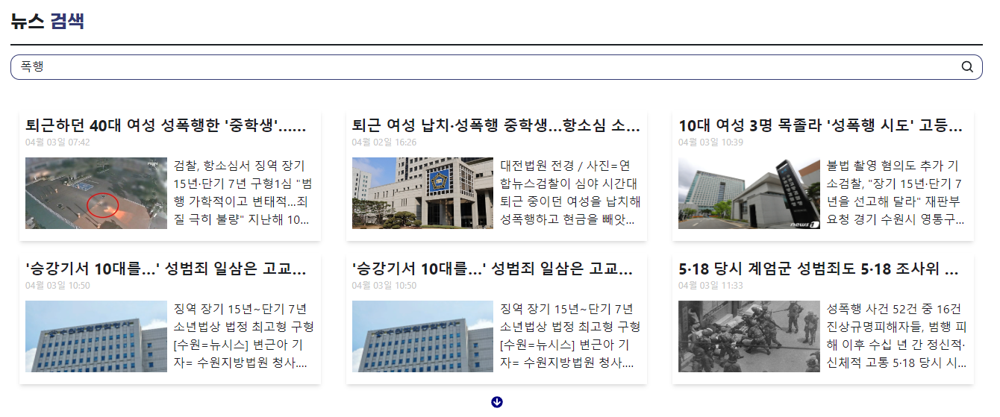 뉴스 검색
폭행
퇴근하던 40대 여성 성폭행한 '중학생'……
04월 03일 07:42
검찰, 항소심서 징역 장기
15년·단기 7년 구형1심 "범
행 가학적이고 변태적…죄
질 극히 불량" 지난해 10...
퇴근 여성 납치·성폭행 중학생…항소심 소...
04월 02일 16:26
대전법원 전경 / 사진=연
합뉴스검찰이 심야 시간대
퇴근 중이던 여성을 납치해
성폭행하고 현금을 빼앗...
10대 여성 3명 목졸라 '성폭행 시도' 고등...
04월 03일 10:39
불법 촬영 혐의도 추가 기
소검찰, "장기 15년·단기 7
년을 선고해 달라" 재판부
요청 경기 수원시 영통구...
news1
'승강기서 10대를…' 성범죄 일삼은 고교...
04월 03일 10:50
징역 장기 15년~단기 7년
소년법상 법정 최고형 구형
[수원=뉴시스] 변근아 기
자= 수원지방법원 청사....
'승강기서 10대를…' 성범죄 일삼은 고교...
04월 03일 10:50
징역 장기 15년~단기 7년
소년법상 법정 최고형 구형
[수원=뉴시스] 변근아 기
자= 수원지방법원 청사....
5·18 당시 계엄군 성범죄도 5·18 조사위 ...
04월 03일 11:33
성폭행 사건 52건 중 16건
진상규명피해자들, 범행 피
해 이후 수십 년 간 정신적·
신체적 고통 5·18 당시 시...